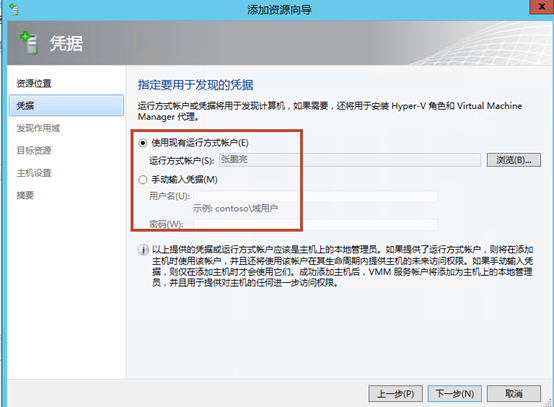 添加资源向导
x
凭据
资源位置
凭据
发现作用域
目标资源
主机设置
摘要
指定要用于发现的凭据
运行方式帐户或凭据将用于发现计算机，如果需要，还将用于安装 Hyper-V 角色和 Virtual Machine
Manager 代理。
使用现有运行方式帐户(E)
运行方式帐户(S): 张鹏亮 浏览(B)...
手动输入凭据(M)
用户名(U):
示例: contoso\域用户
密码(W):
以上提供的凭据或运行方式帐户应该是主机上的本地管理员。如果提供了运行方式帐户，则将在添加
主机时使用该帐户，并且还将使用该帐户在其生命周期内提供主机的未来访问权限。如果手动输入凭
据，则仅在添加主机时才会使用它们。成功添加主机后，VMM 服务帐户将添加为主机上的本地管理
员，并且用于提供对主机的任何进一步访问权限。
上一步(P) 下一步(N) 取消